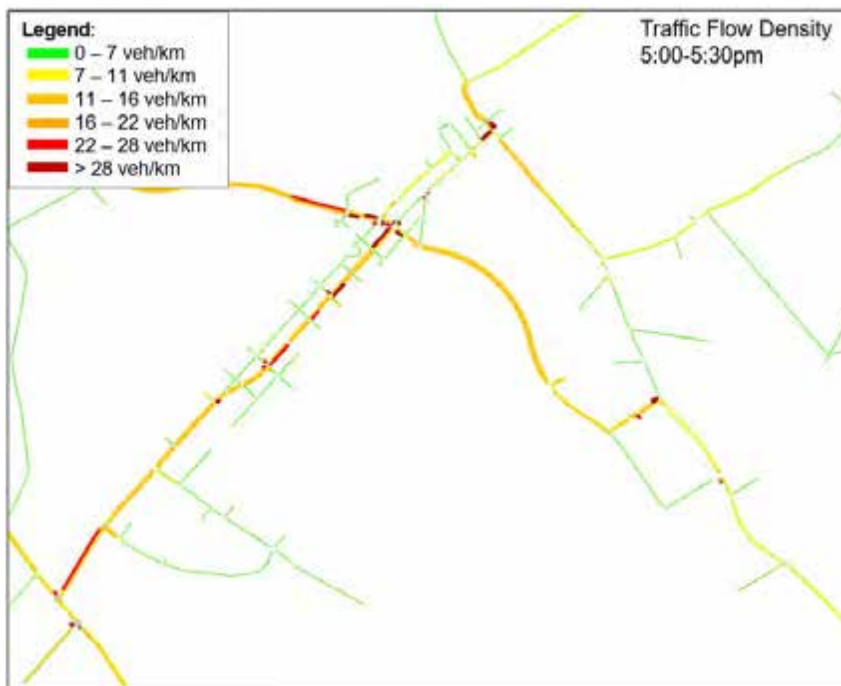 Legend:
0 – 7 veh/km
7 – 11 veh/km
11 – 16 veh/km
16 – 22 veh/km
22 – 28 veh/km
> 28 veh/km
Traffic Flow Density
5:00-5:30pm